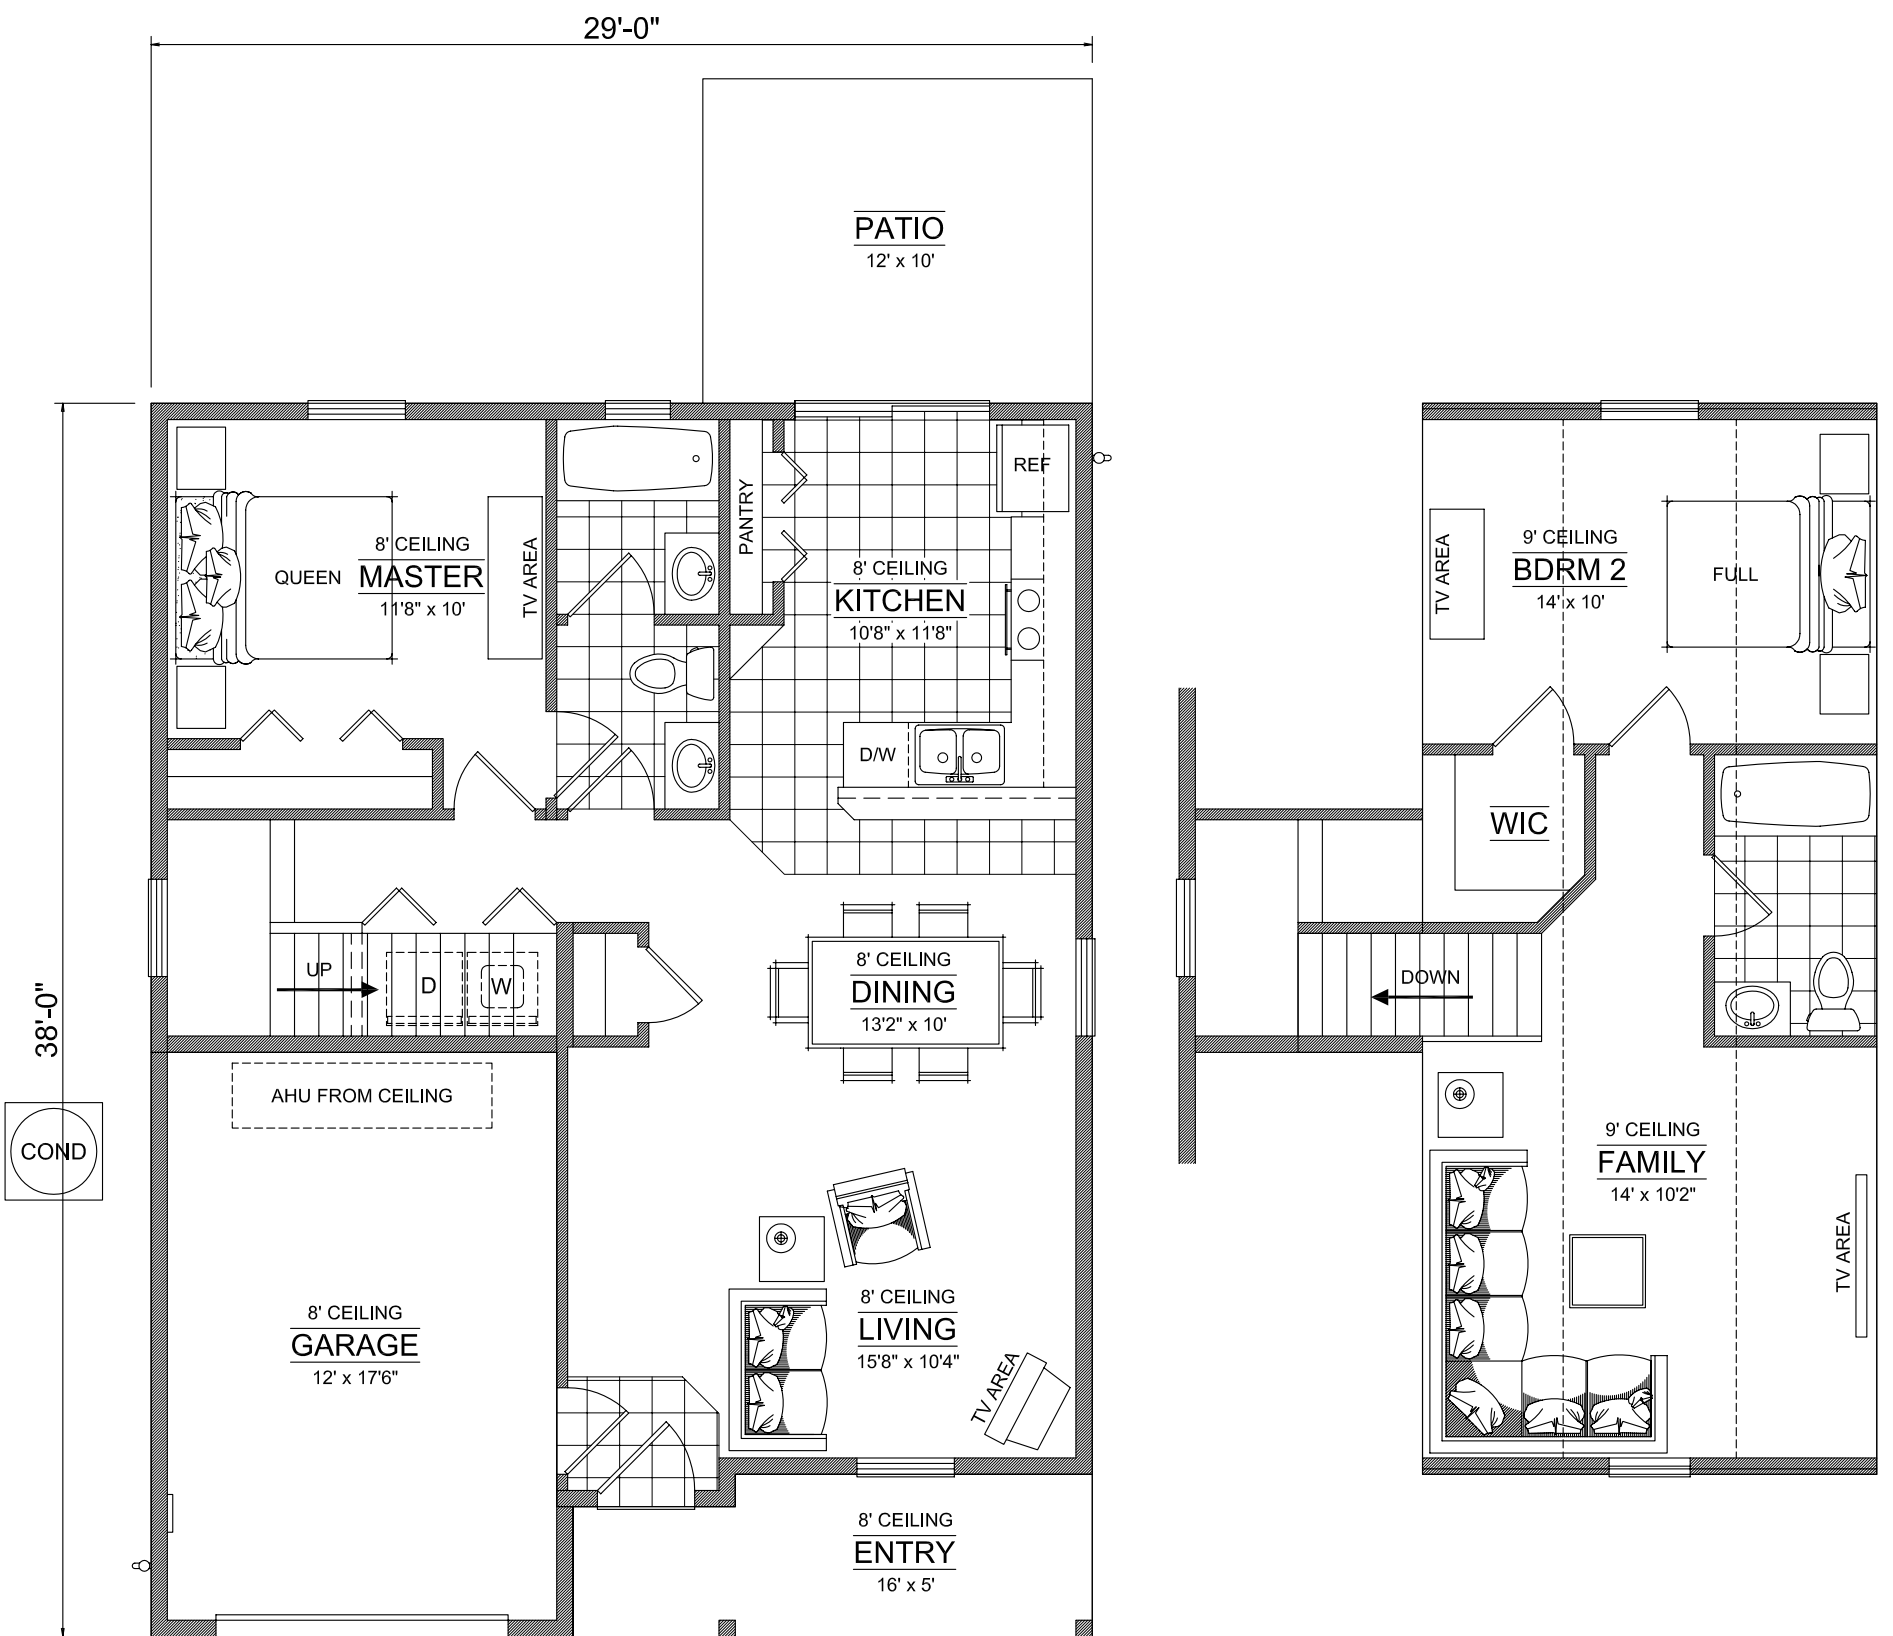 29'-0"
PATIO
12' x 10'
REF
PANTRY
8' CEILING
MASTER
11'8" x 10'
QUEEN
TV AREA
8' CEILING
KITCHEN
10'8" x 11'8"
D/W
UP
D
W
8' CEILING
DINING
13'2" x 10'
38'-0"
COND
AHU FROM CEILING
8' CEILING
GARAGE
12' x 17'6"
8' CEILING
LIVING
15'8" x 10'4"
TV AREA
8' CEILING
ENTRY
16' x 5'
TV AREA
9' CEILING
BDRM 2
14' x 10'
FULL
WIC
DOWN
9' CEILING
FAMILY
14' x 10'2"
TV AREA